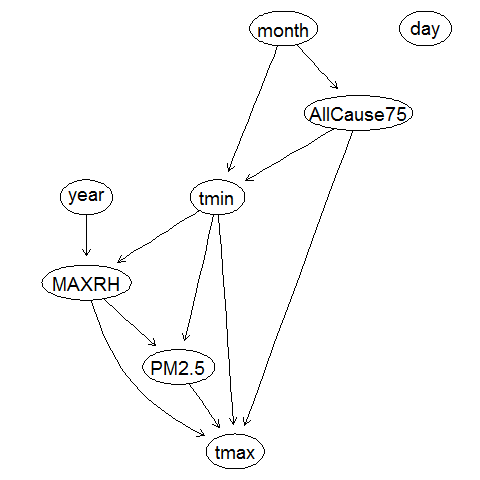 month
day
AllCause75
year
tmin
MAXRH
PM2.5
tmax